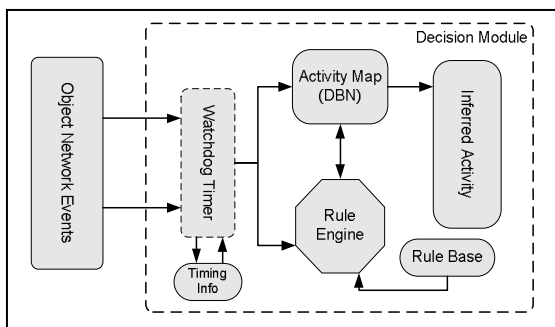 Decision Module
Object Network Events
Watchdog Timer
Timing
Info
Activity Map
(DBN)
Rule
Engine
Inferred Activity
Rule Base